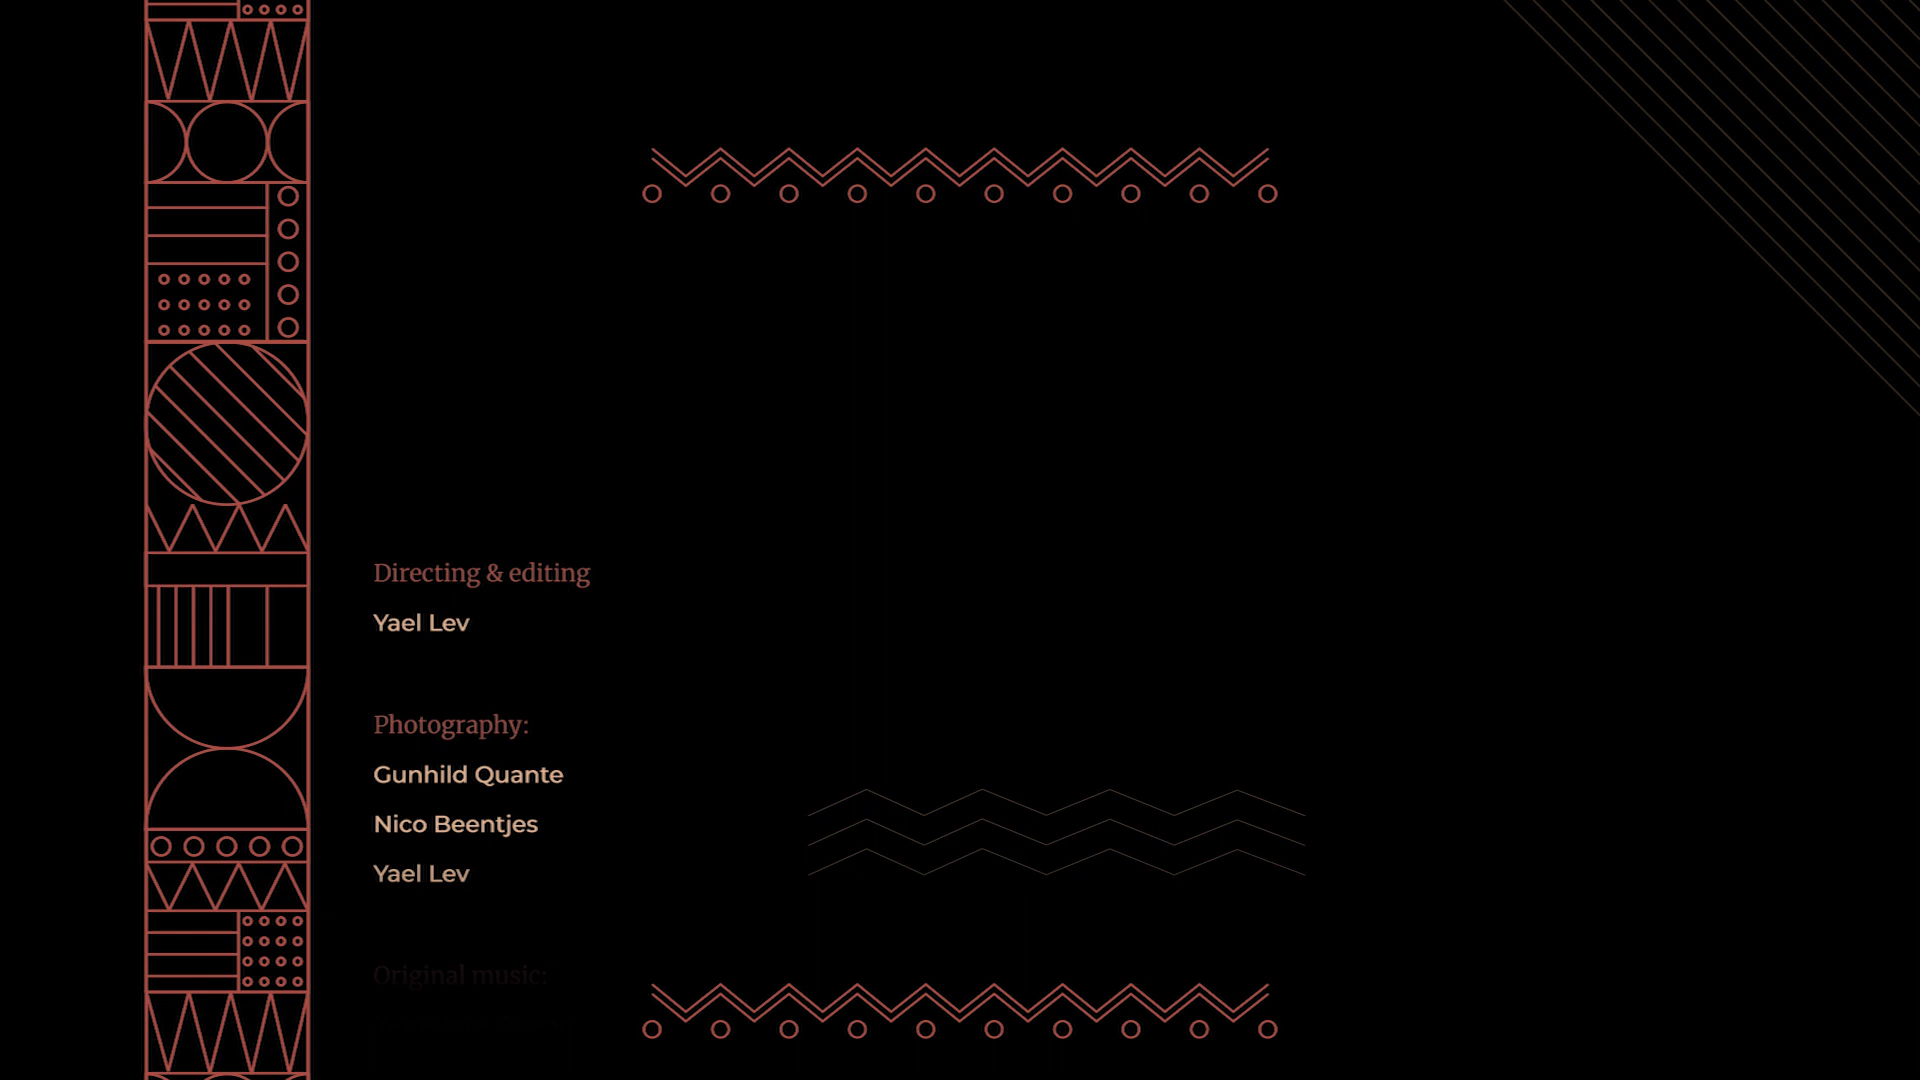 Directing & editing
Yael Lev
Photography:
Gunhild Quante
Nico Beentjes
Yael Lev
Original music: